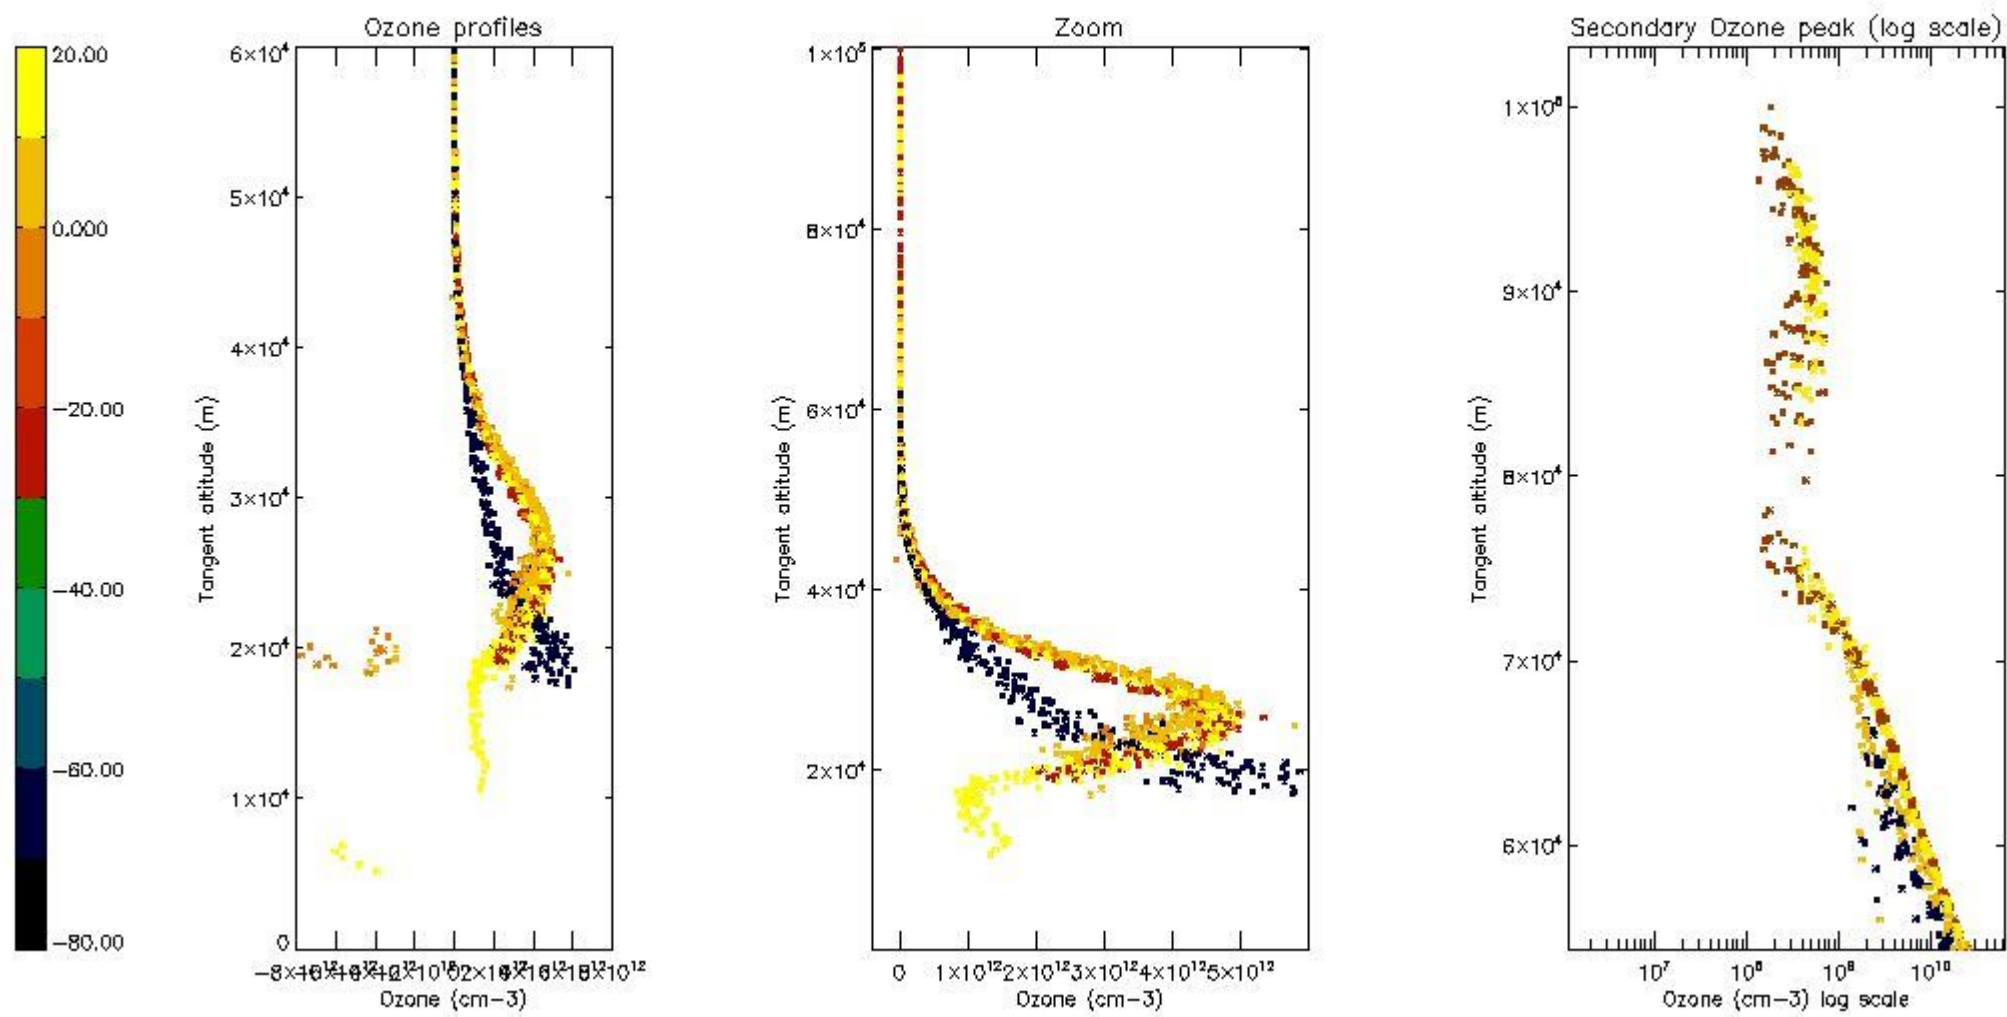 Ozone profiles
Zoom
Secondary Ozone peak (log scale)
20.00
0.000
−20.00
−40.00
−60.00
−80.00
6×10⁴
5×10⁴
4×10⁴
3×10⁴
2×10⁴
1×10⁴
0
Tangent altitude (m)
Ozone (cm−3)
1×10⁵
8×10⁴
6×10⁴
4×10⁴
2×10⁴
Tangent altitude (m)
0 1×10¹² 2×10¹² 3×10¹² 4×10¹² 5×10¹²
Ozone (cm−3)
1×10⁵
9×10⁴
8×10⁴
7×10⁴
6×10⁴
Tangent altitude (m)
10⁷ 10⁸ 10⁹ 10¹⁰
Ozone (cm−3) log scale